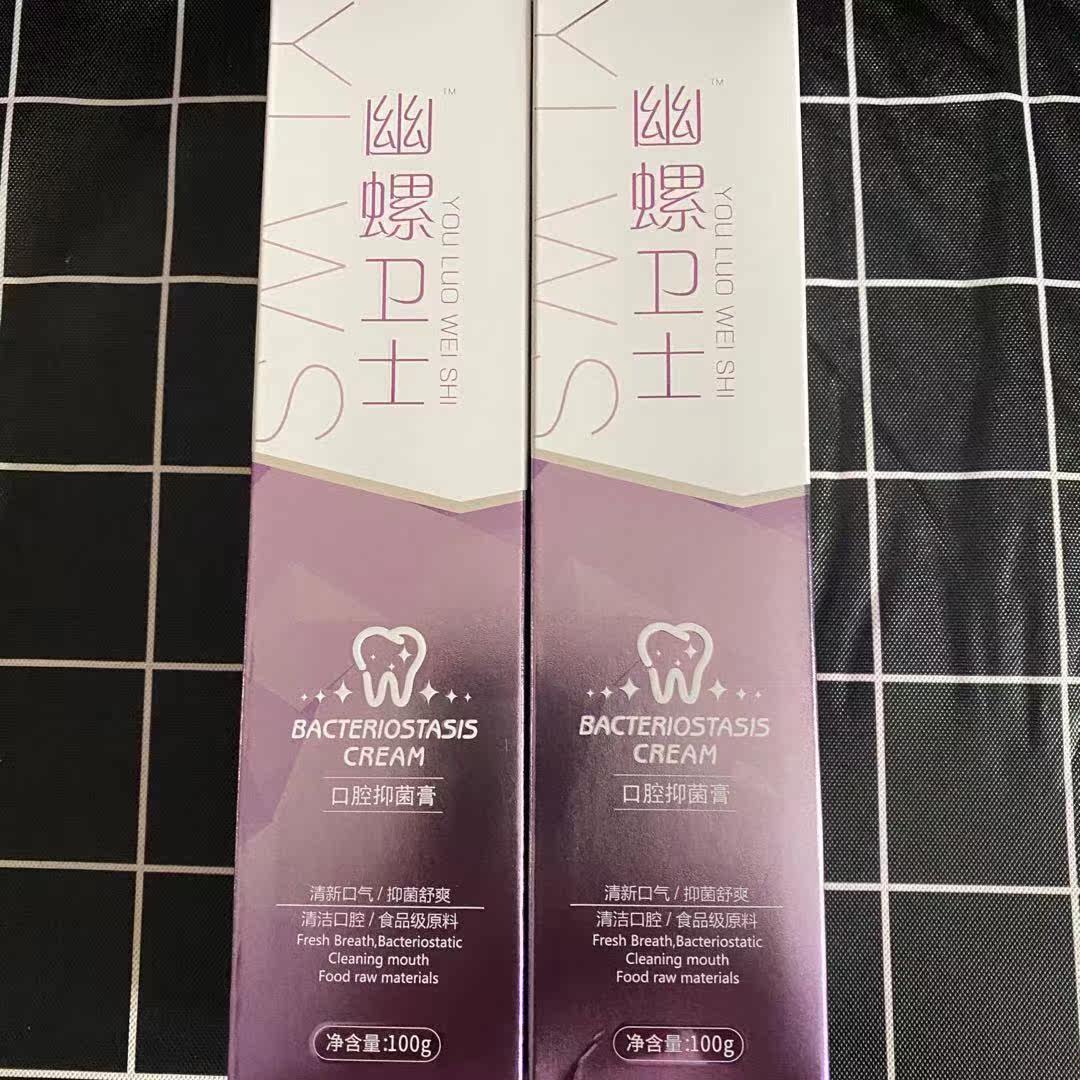 YIWS
幽螺卫士
TM
YOU LUO WEI SHI
BACTERIOSTASIS
CREAM
口腔抑菌膏
清新口气 / 抑菌舒爽
清洁口腔 / 食品级原料
Fresh Breath,Bacteriostatic
Cleaning mouth
Food raw materials
净含量:100g
YIWS
幽螺卫士
TM
YOU LUO WEI SHI
BACTERIOSTASIS
CREAM
口腔抑菌膏
清新口气 / 抑菌舒爽
清洁口腔 / 食品级原料
Fresh Breath,Bacteriostatic
Cleaning mouth
Food raw materials
净含量:100g